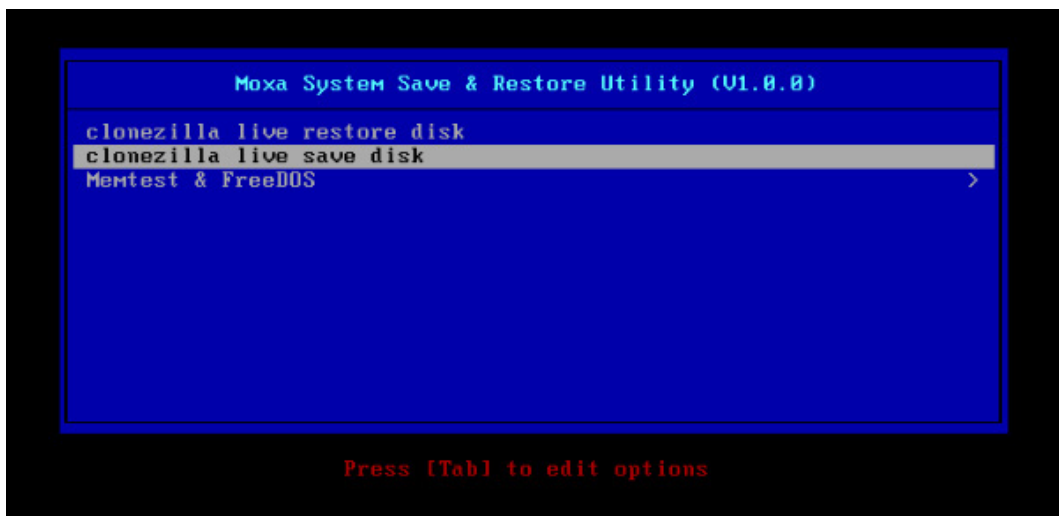 Moxa System Save & Restore Utility (V1.0.0)
clonezilla live restore disk
clonezilla live save disk
Memtest & FreeDOS >
Press [Tab] to edit options